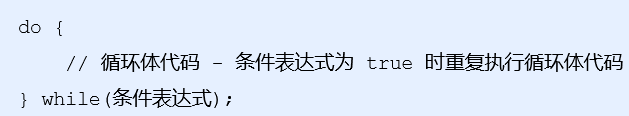 do {
// 循环体代码 – 条件表达式为 true 时重复执行循环体代码
} while(条件表达式);